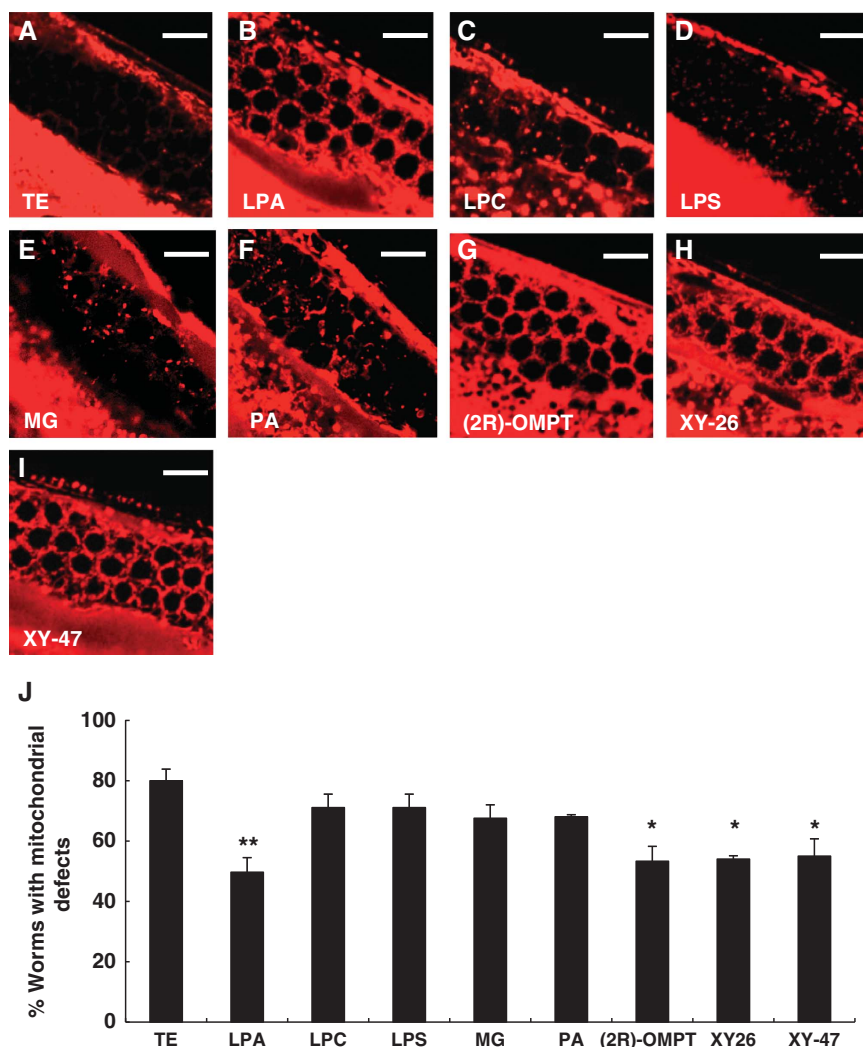 A
B
C
D
TE
LPA
LPC
LPS
E
F
G
H
MG
PA
(2R)-OMPT
XY-26
I
XY-47
J
% Worms with mitochondrial
defects
100
80
60
40
20
0
**
*
*
*
TE LPA LPC LPS MG PA (2R)-OMPT XY26 XY-47